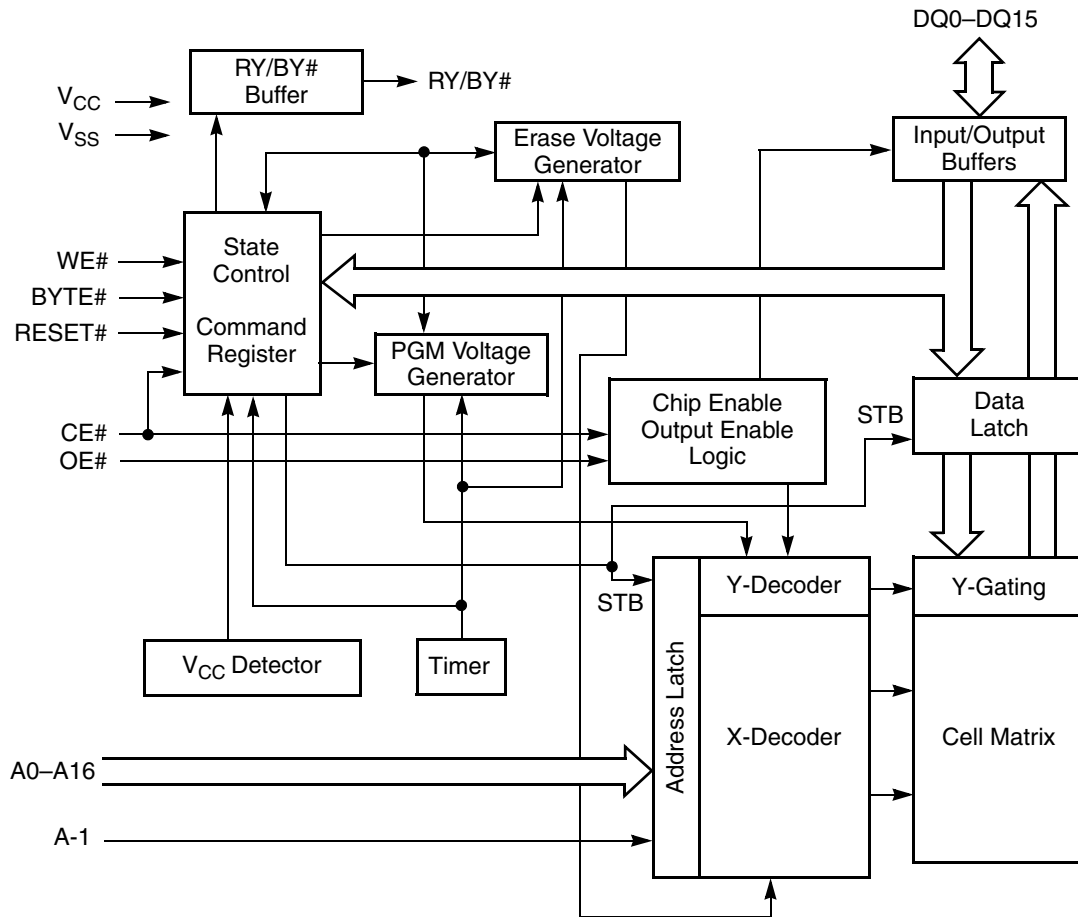 DQ0–DQ15
RY/BY#
Buffer
RY/BY#
VCC
VSS
Erase Voltage
Generator
Input/Output
Buffers
State
Control
Command
Register
WE#
BYTE#
RESET#
PGM Voltage
Generator
Chip Enable
Output Enable
Logic
STB
Data
Latch
CE#
OE#
STB
Y-Decoder
Y-Gating
VCC Detector
Timer
Address Latch
X-Decoder
Cell Matrix
A0–A16
A-1